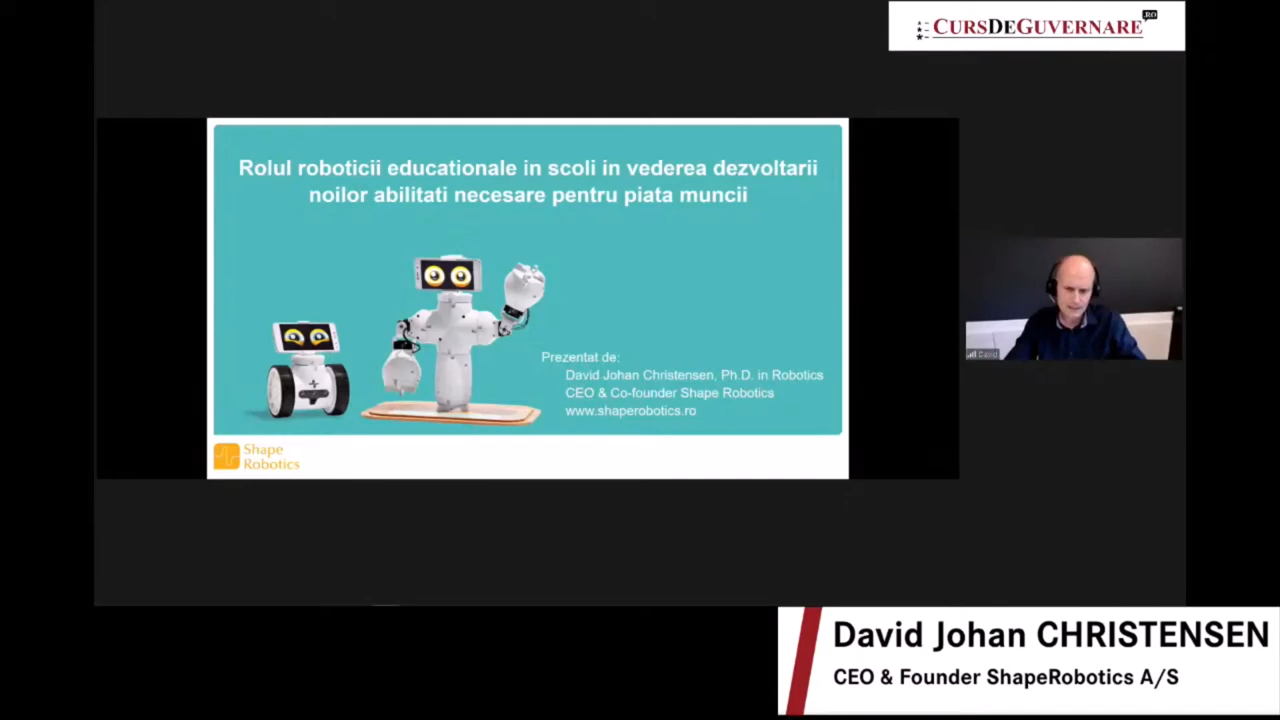 CURSDEGUVERNARE.RO
Rolul roboticii educationale in scoli in vederea dezvoltarii
noilor abilitati necesare pentru piata muncii
Prezentat de:
David Johan Christensen, Ph.D. in Robotics
CEO & Co-founder Shape Robotics
www.shaperobotics.ro
Shape
Robotics
David
David Johan CHRISTENSEN
CEO & Founder ShapeRobotics A/S